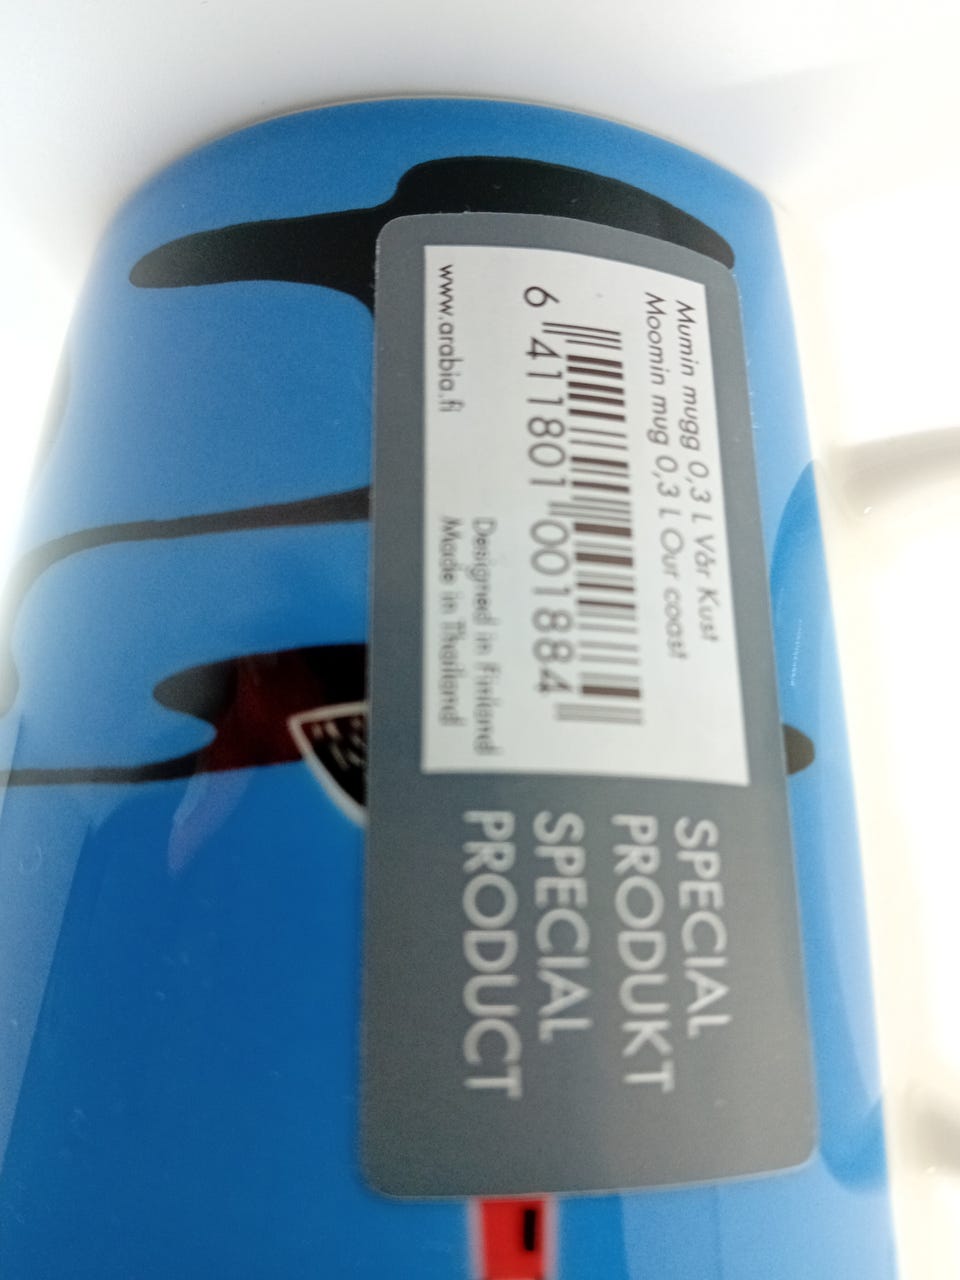 Mumin mugg 0,3 L Vår Kust
Moomin mug 0,3 L Our coast
6 411801 001884
Designed in Finland
www.arabia.fi Made in Thailand
SPECIAL
PRODUKT
SPECIAL
PRODUCT